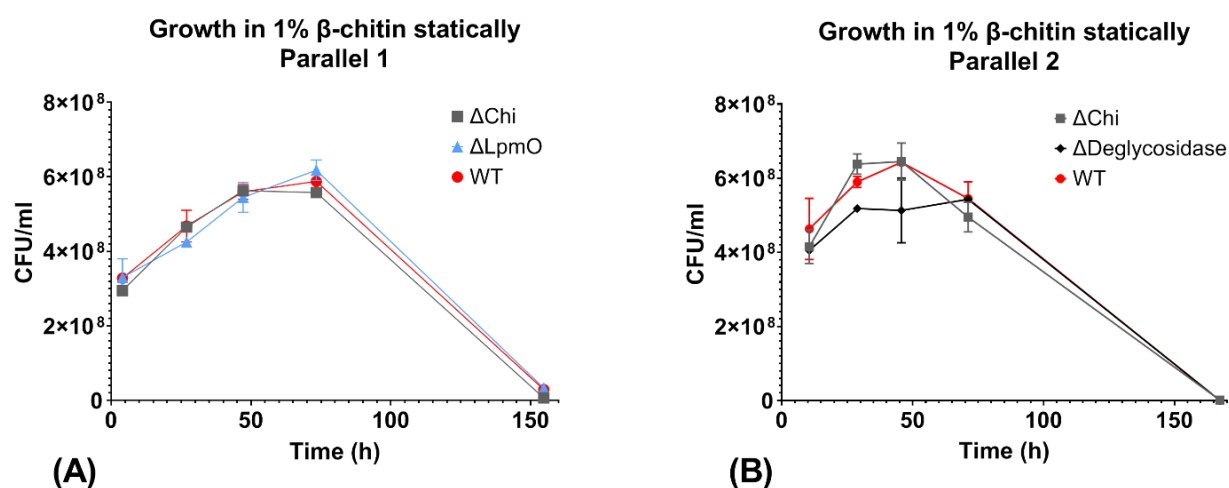 Growth in 1% β-chitin statically
Parallel 1
8×10⁸
6×10⁸
4×10⁸
2×10⁸
0
CFU/ml
ΔChi
ΔLpmO
WT
0
50
100
150
Time (h)
(A)
Growth in 1% β-chitin statically
Parallel 2
8×10⁸
6×10⁸
4×10⁸
2×10⁸
0
CFU/ml
ΔChi
ΔDeglycosidase
WT
0
50
100
150
Time (h)
(B)